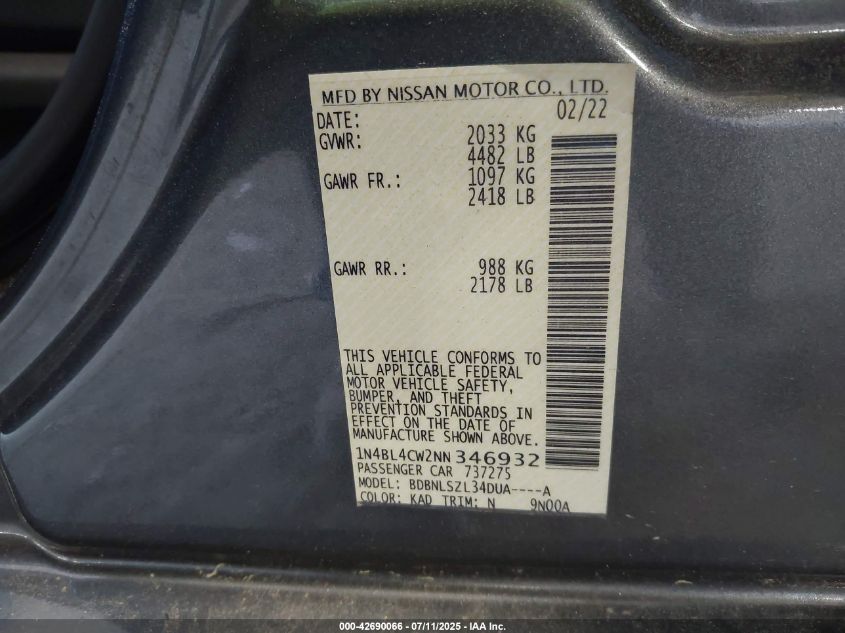 MFD BY NISSAN MOTOR CO., LTD.
DATE: 02/22
GVWR: 2033 KG
4482 LB
GAWR FR.: 1097 KG
2418 LB
GAWR RR.: 988 KG
2178 LB
THIS VEHICLE CONFORMS TO
ALL APPLICABLE FEDERAL
MOTOR VEHICLE SAFETY,
BUMPER, AND THEFT
PREVENTION STANDARDS IN
EFFECT ON THE DATE OF
MANUFACTURE SHOWN ABOVE.
1N4BL4CW2NN346932
PASSENGER CAR 737275
MODEL: BDBNLSZL34DUA----A
COLOR: KAD TRIM: N 9N00A
000-42690066 - 07/11/2025 - IAA Inc.